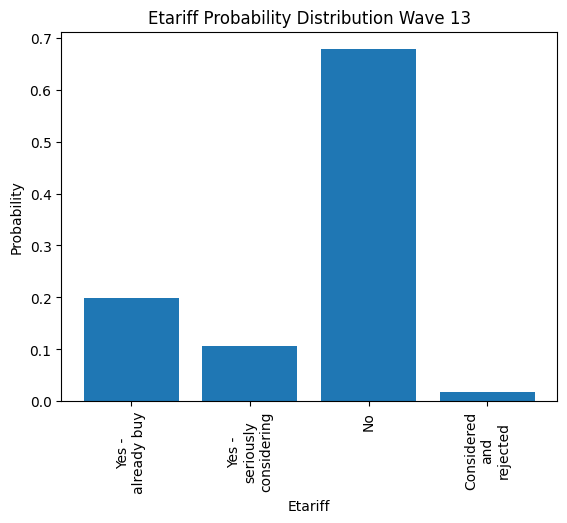 Etariff Probability Distribution Wave 13
Probability
0.7
0.6
0.5
0.4
0.3
0.2
0.1
0.0
Yes -
already buy
Yes -
seriously
considering
No
Considered
and
rejected
Etariff